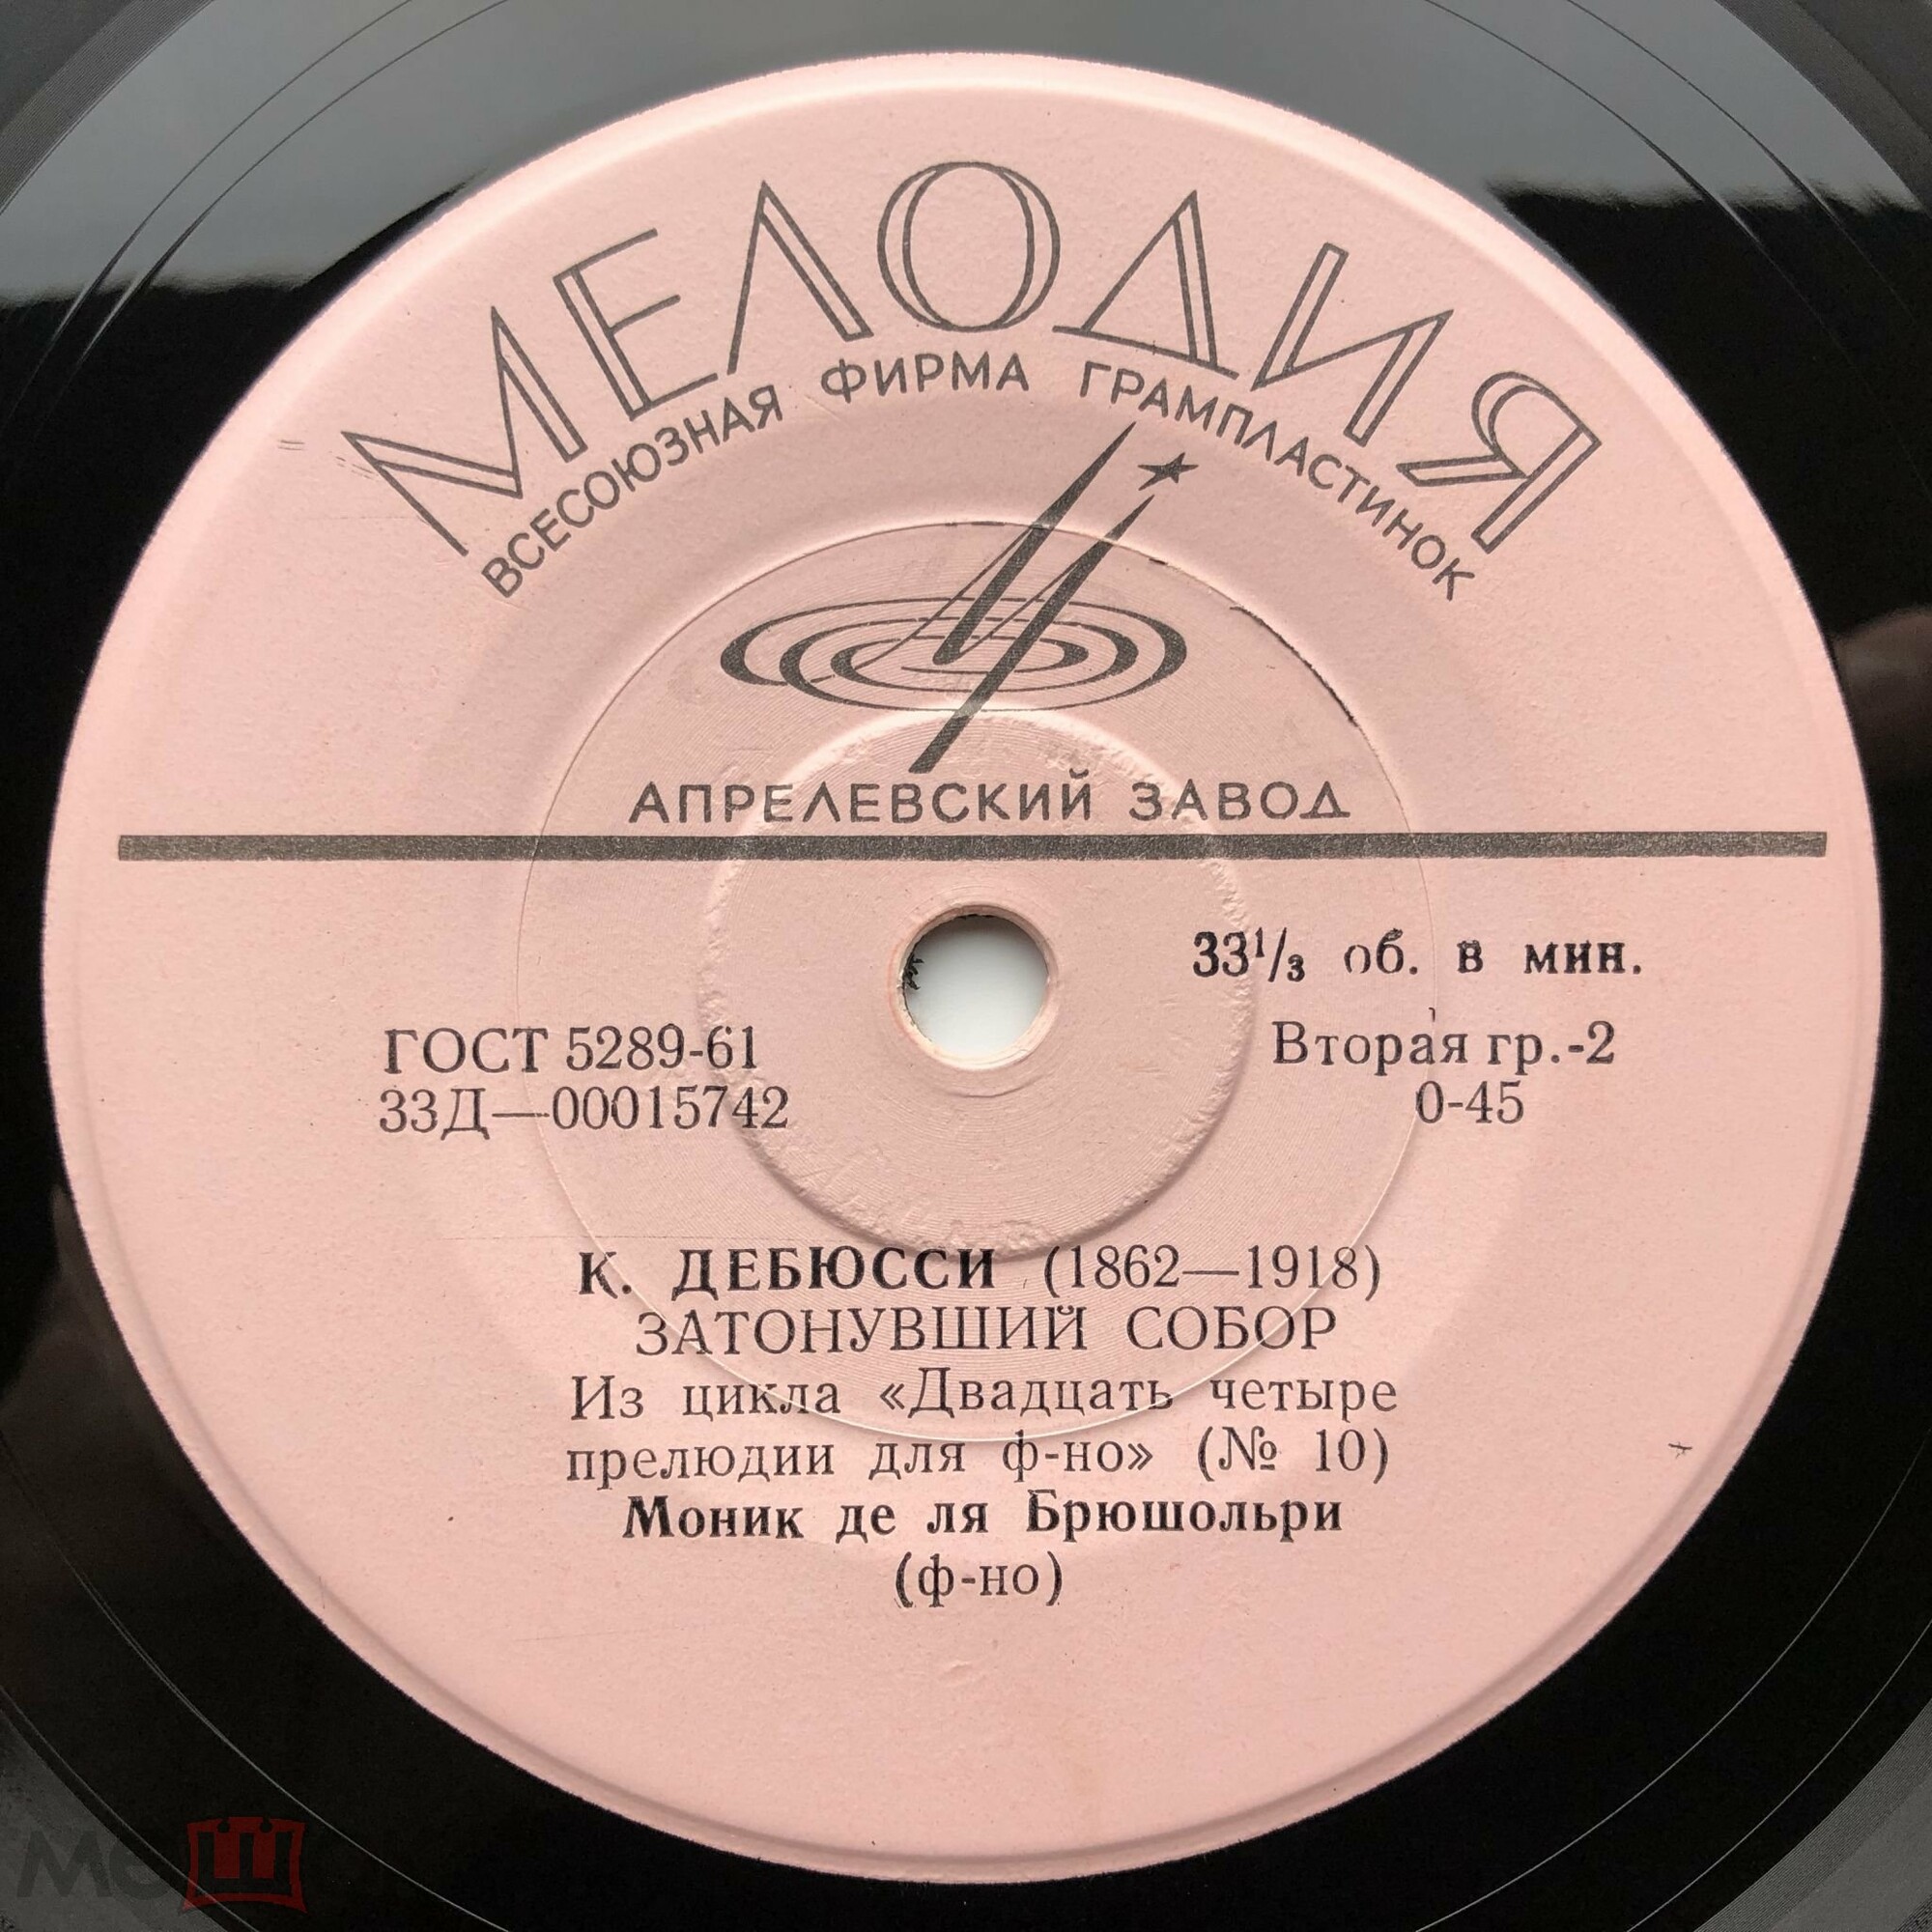 МЕЛОДИЯ
ВСЕСОЮЗНАЯ ФИРМА ГРАМПЛАСТИНОК
АПРЕЛЕВСКИЙ ЗАВОД
33¹/₃ об. в мин.
ГОСТ 5289-61
33Д—00015742
Вторая гр.-2
0-45
К. ДЕБЮССИ (1862—1918)
ЗАТОНУВШИЙ СОБОР
Из цикла «Двадцать четыре
прелюдии для ф-но» (№ 10)
Моник де ля Брюшольри
(ф-но)
МеШ